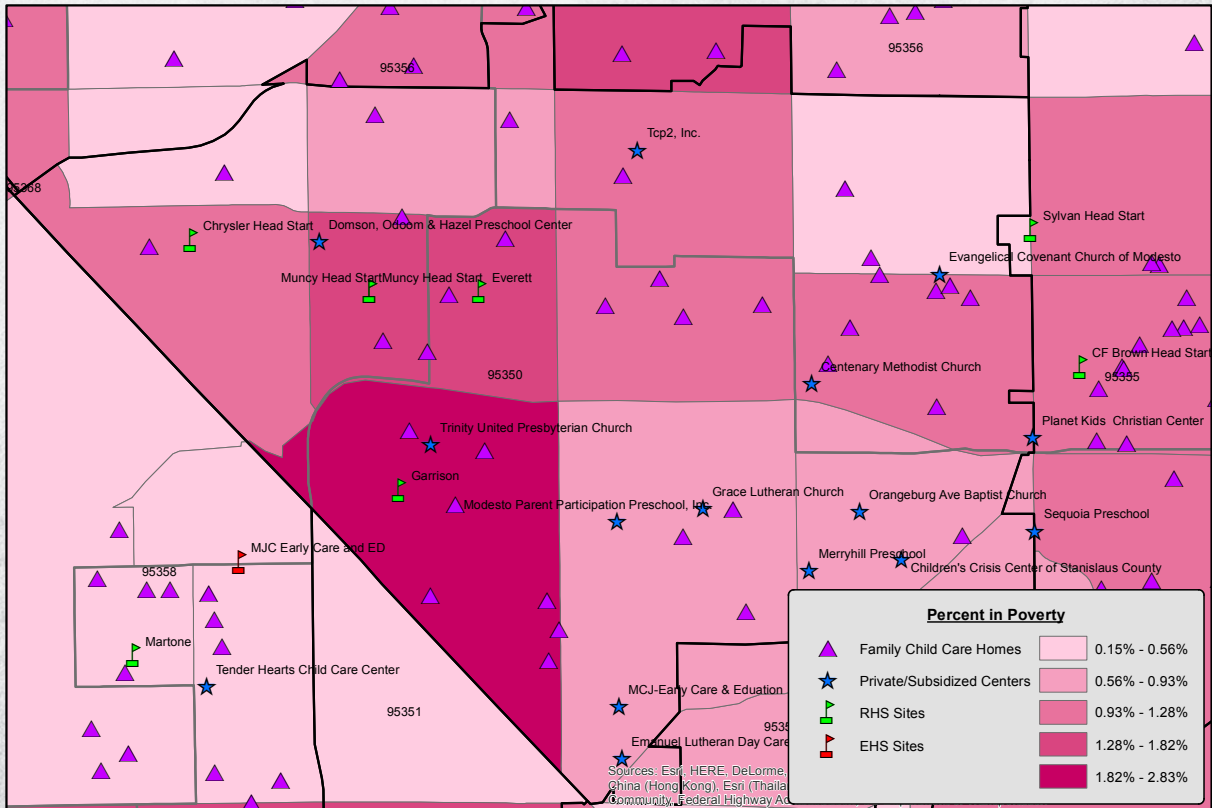 95356
95356
Tcp2, Inc.
95368
Sylvan Head Start
Chrysler Head Start
Domson, Odoom & Hazel Preschool Center
Evangelical Covenant Church of Modesto
Muncy Head Start
Muncy Head Start
Everett
CF Brown Head Start
Centenary Methodist Church
95350
95355
Planet Kids Christian Center
Trinity United Presbyterian Church
Garrison
Grace Lutheran Church
Orangeburg Ave Baptist Church
Modesto Parent Participation Preschool, Inc.
Sequoia Preschool
MJC Early Care and ED
Merryhill Preschool
Children's Crisis Center of Stanislaus County
95358
Martone
Tender Hearts Child Care Center
MCJ-Early Care & Eduation
95351
Emanuel Lutheran Day Care
Sources: Esri, HERE, DeLorme,
China (Hong Kong), Esri
Community, Federal Highway
Percent in Poverty
Family Child Care Homes
Private/Subsidized Centers
RHS Sites
EHS Sites
0.15% - 0.56%
0.56% - 0.93%
0.93% - 1.28%
1.28% - 1.82%
1.82% - 2.83%